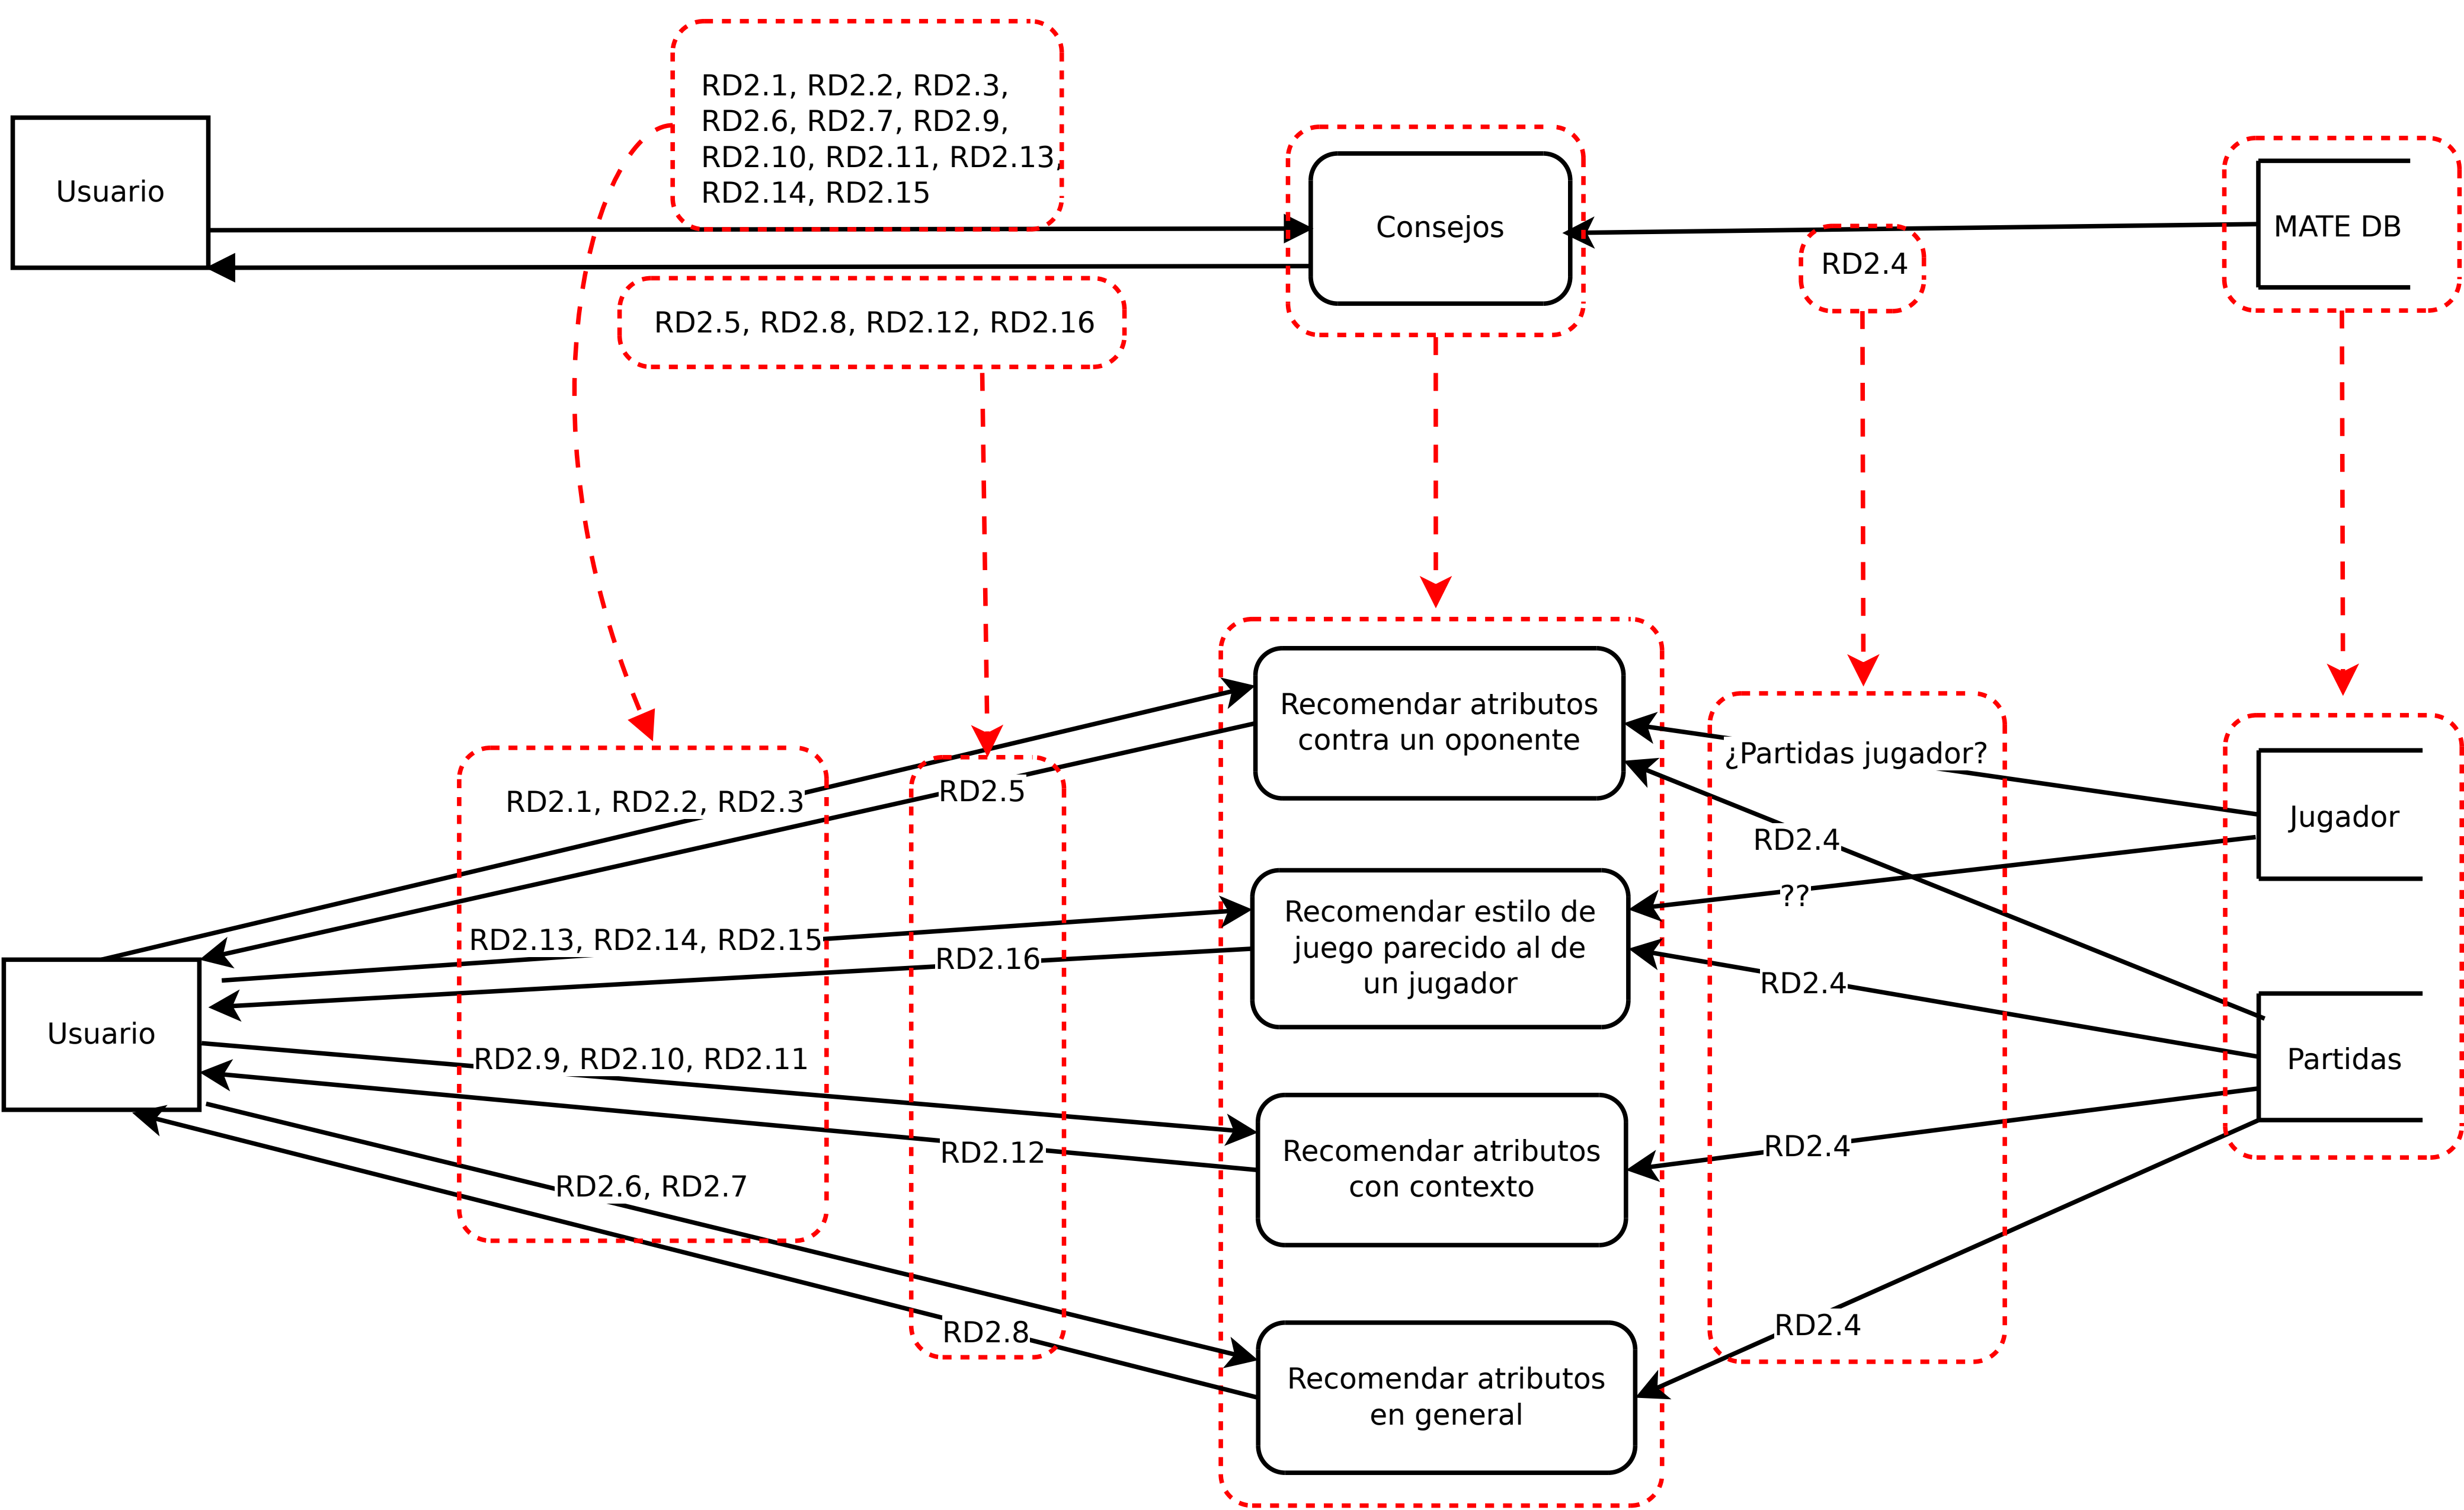 RD2.1, RD2.2, RD2.3,
RD2.6, RD2.7, RD2.9,
RD2.10, RD2.11, RD2.13,
RD2.14, RD2.15
Usuario
Consejos
MATE DB
RD2.4
RD2.5, RD2.8, RD2.12, RD2.16
Recomendar atributos
contra un oponente
¿Partidas jugador?
RD2.1, RD2.2, RD2.3
RD2.5
Jugador
RD2.4
??
Recomendar estilo de
juego parecido al de
un jugador
RD2.13, RD2.14, RD2.15
RD2.16
RD2.4
Usuario
Partidas
RD2.9, RD2.10, RD2.11
RD2.12
Recomendar atributos
con contexto
RD2.4
RD2.6, RD2.7
RD2.8
RD2.4
Recomendar atributos
en general